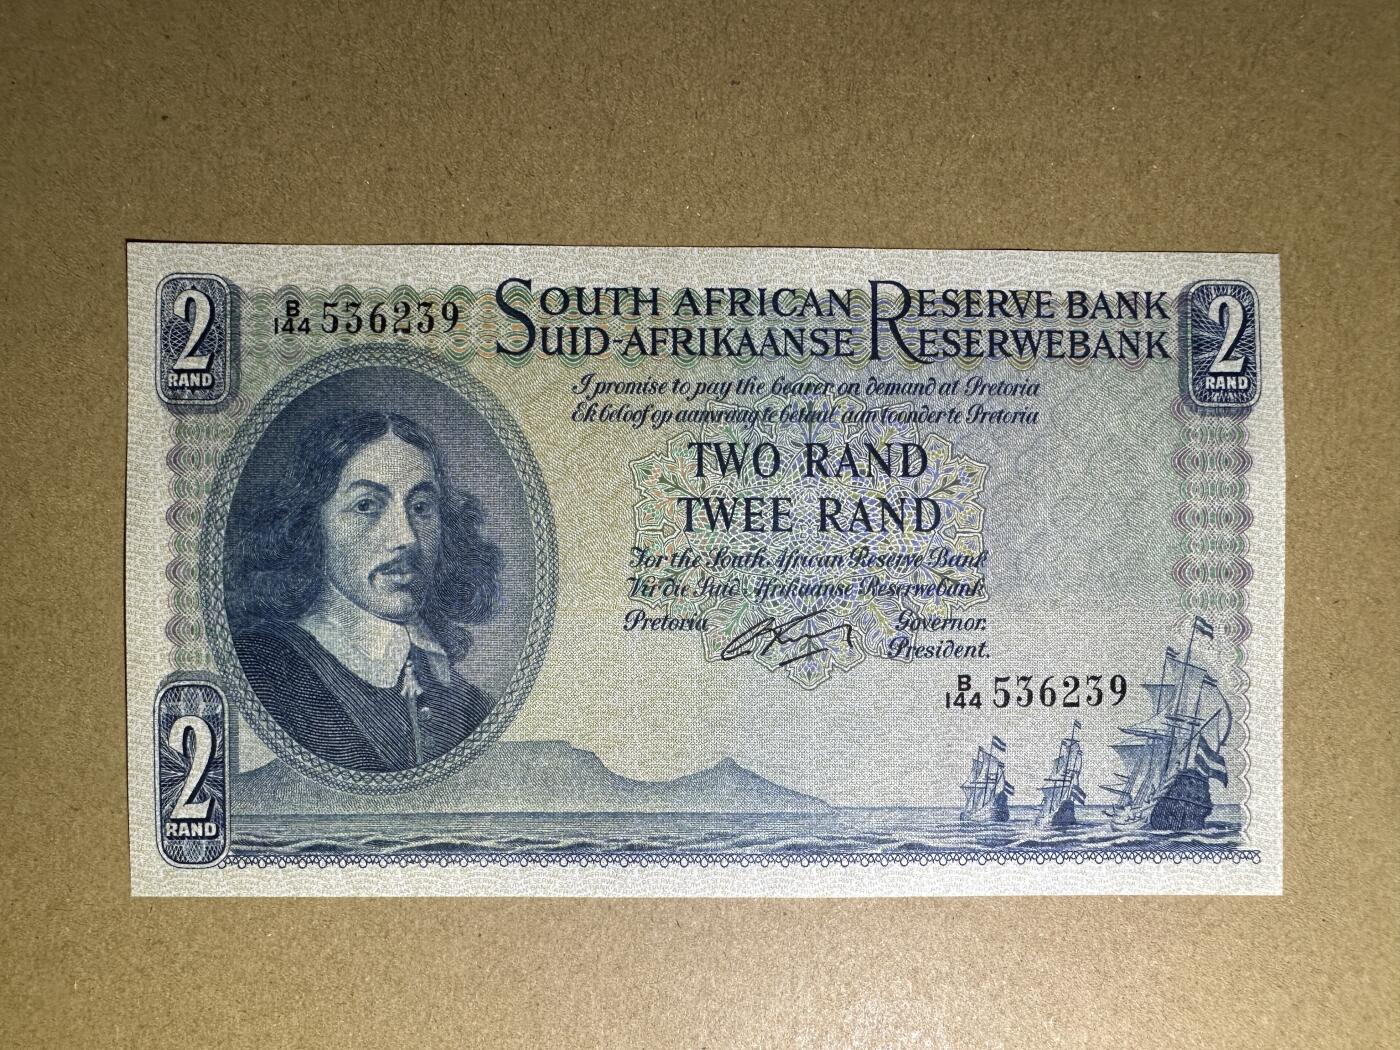 2
RAND
B/144 536239
SOUTH AFRICAN RESERVE BANK
SUID-AFRIKAANSE RESERWEBANK
2
RAND
I promise to pay the bearer on demand at Pretoria
Ek beloof op aanvraag te betaal aan toonder te Pretoria
TWO RAND
TWEE RAND
For the South African Reserve Bank
Vir die Suid-Afrikaanse Reserwebank
Pretoria
Governor.
President.
B/144 536239
2
RAND